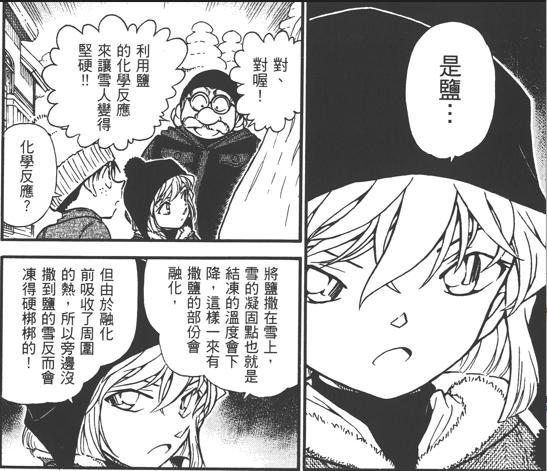 是鹽…
對、
對喔！
利用鹽
的化學反應
來讓雪人變得
堅硬!!
化學反應？
將鹽撒在雪上，
雪的凝固點也就是
結凍的溫度會下
降，這樣一來有
撒鹽的部份會
融化，
但由於融化
前吸收了周圍
的熱，所以旁邊沒
撒到鹽的雪反而會
凍得硬梆梆的！